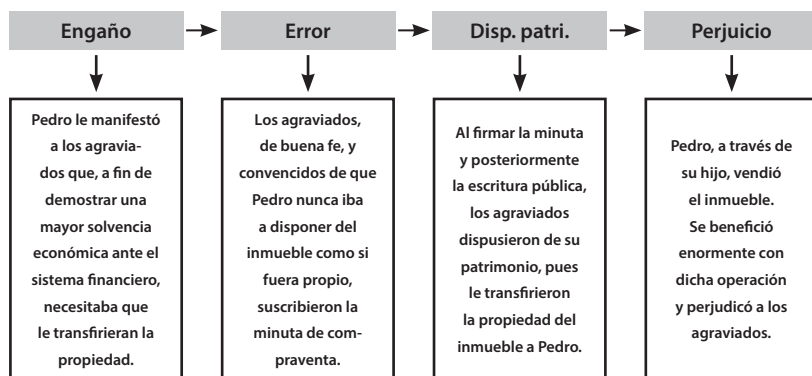 Engaño
Error
Disp. patri.
Perjuicio
Pedro le manifestó
a los agravia-
dos que, a fin de
demostrar una
mayor solvencia
económica ante el
sistema financiero,
necesitaba que
le transfirieran la
propiedad.
Los agraviados,
de buena fe, y
convencidos de que
Pedro nunca iba
a disponer del
inmueble como si
fuera propio,
suscribieron la
minuta de com-
praventa.
Al firmar la minuta
y posteriormente
la escritura pública,
los agraviados
dispusieron de su
patrimonio, pues
le transfirieron
la propiedad del
inmueble a Pedro.
Pedro, a través de
su hijo, vendió
el inmueble.
Se benefició
enormemente con
dicha operación
y perjudicó a los
agraviados.